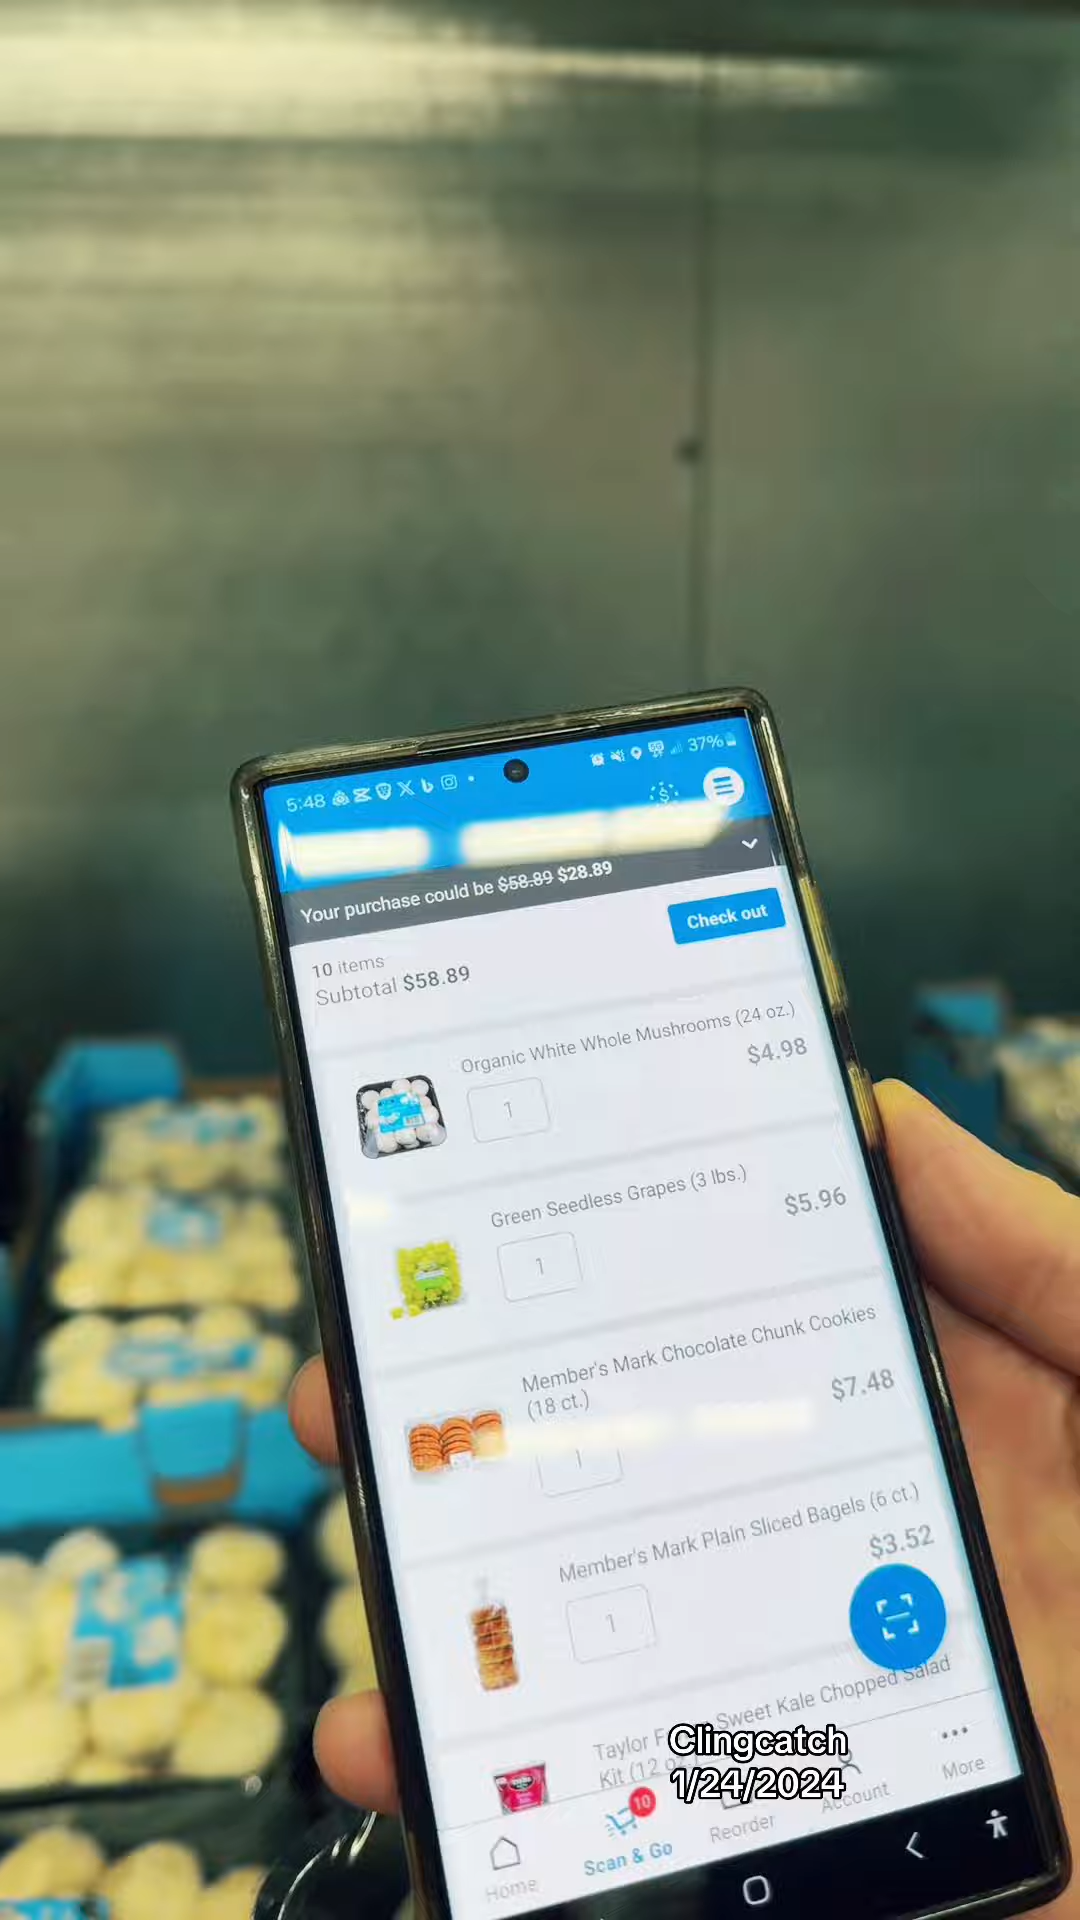 5:48
37%
Your purchase could be $58.89 $28.89
Check out
10 items
Subtotal $58.89
Organic White Whole Mushrooms (24 oz.)
$4.98
1
Green Seedless Grapes (3 lbs.)
$5.96
1
Member's Mark Chocolate Chunk Cookies
(18 ct.)
$7.48
1
Member's Mark Plain Sliced Bagels (6 ct.)
$3.52
1
Taylor Sweet Kale Chopped Salad
Kit (12
Clingcatch
1/24/2024
Home
10
Scan & Go
Reorder
Account
More